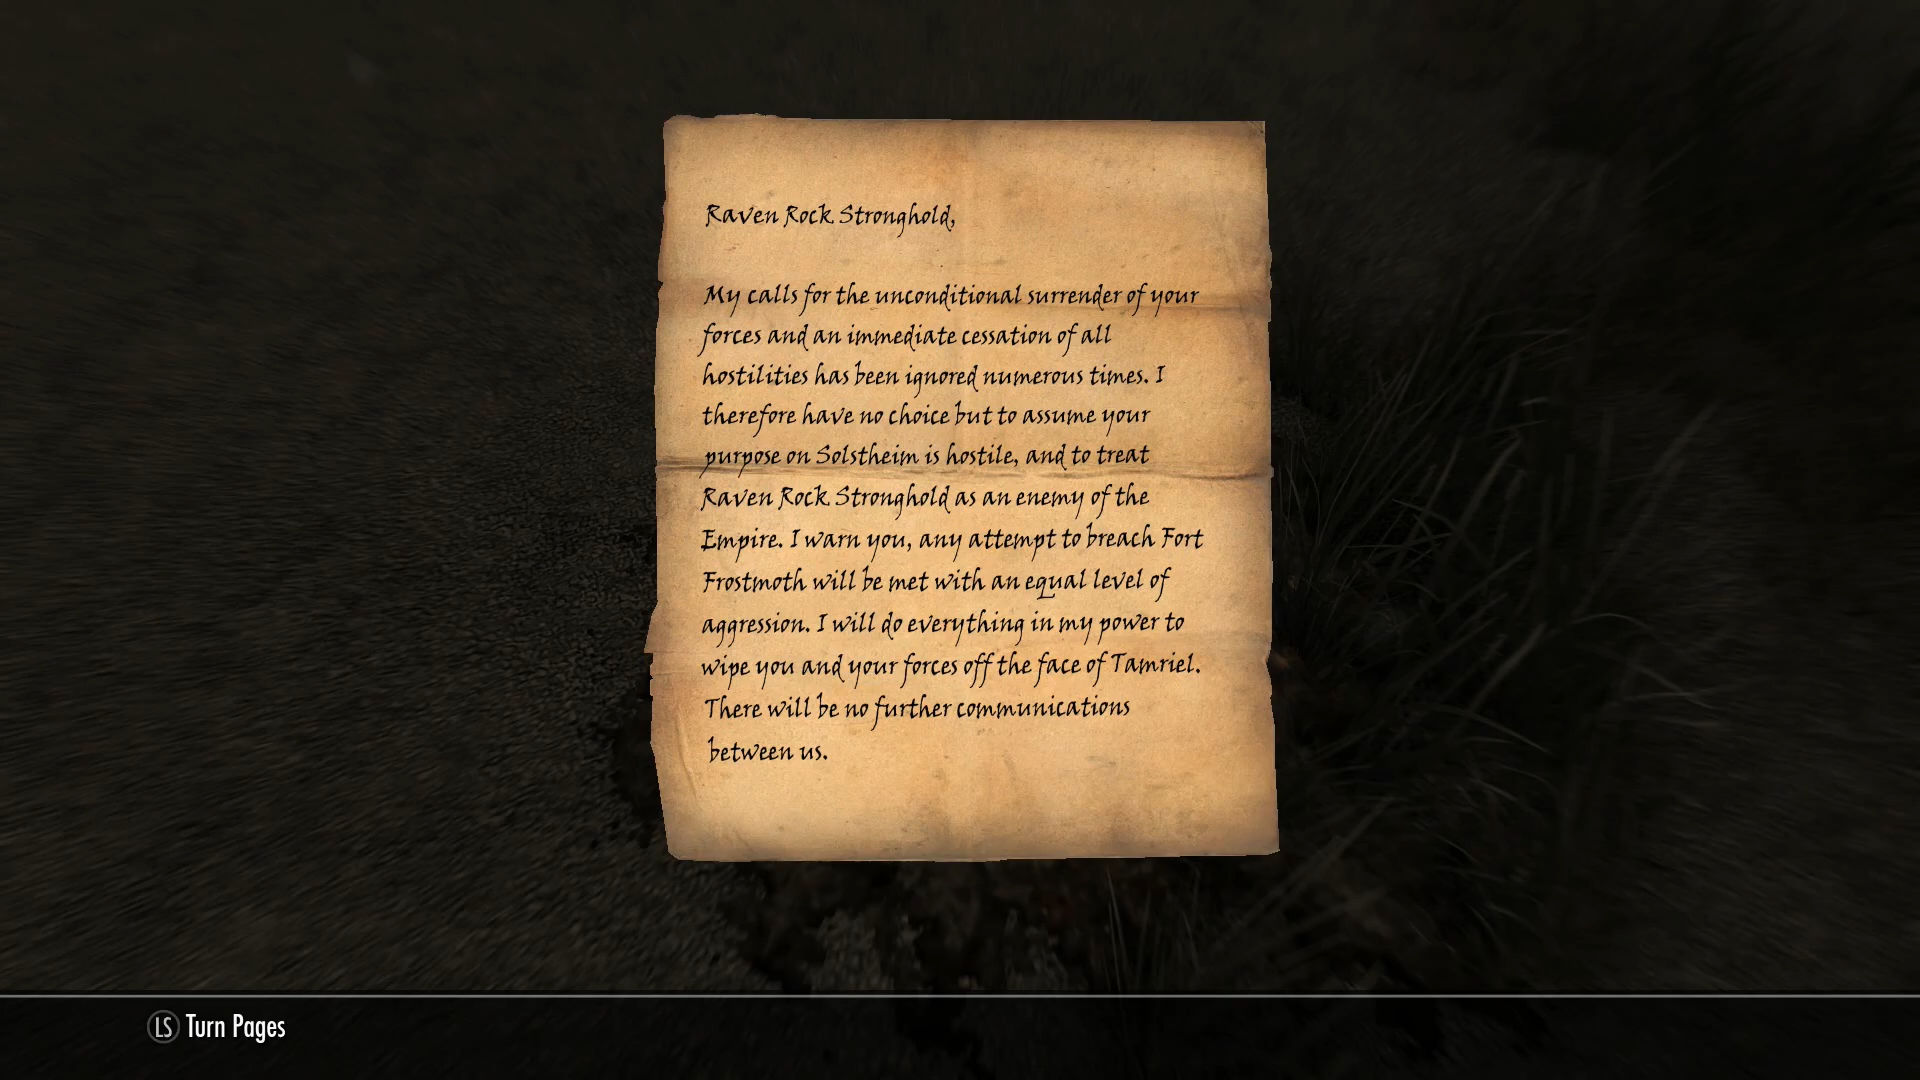 Raven Rock Stronghold,
My calls for the unconditional surrender of your
forces and an immediate cessation of all
hostilities has been ignored numerous times. I
therefore have no choice but to assume your
purpose on Solstheim is hostile, and to treat
Raven Rock Stronghold as an enemy of the
Empire. I warn you, any attempt to breach Fort
Frostmoth will be met with an equal level of
aggression. I will do everything in my power to
wipe you and your forces off the face of Tamriel.
There will be no further communications
between us.
LS Turn Pages